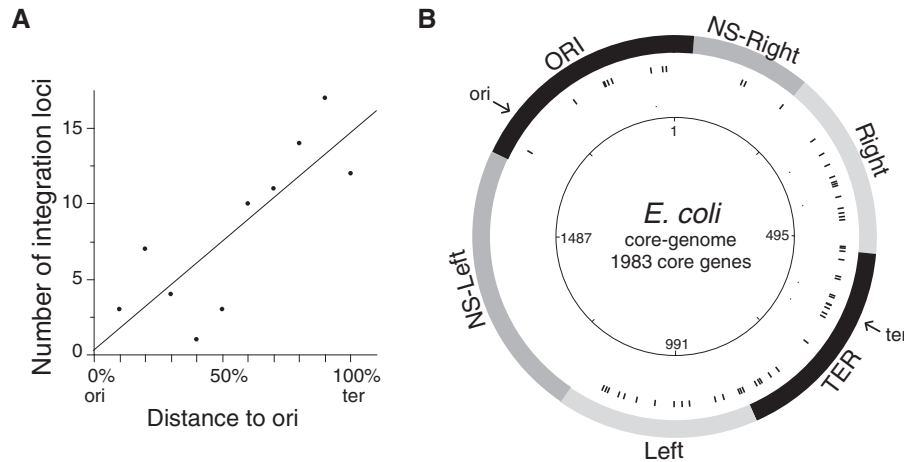 A
Number of integration loci
15
10
5
0
0%
50%
100%
ori
ter
Distance to ori
B
NS-Right
ORI
ori
Right
1
E. coli
core-genome
1983 core genes
1487
495
NS-Left
991
ter
TER
Left